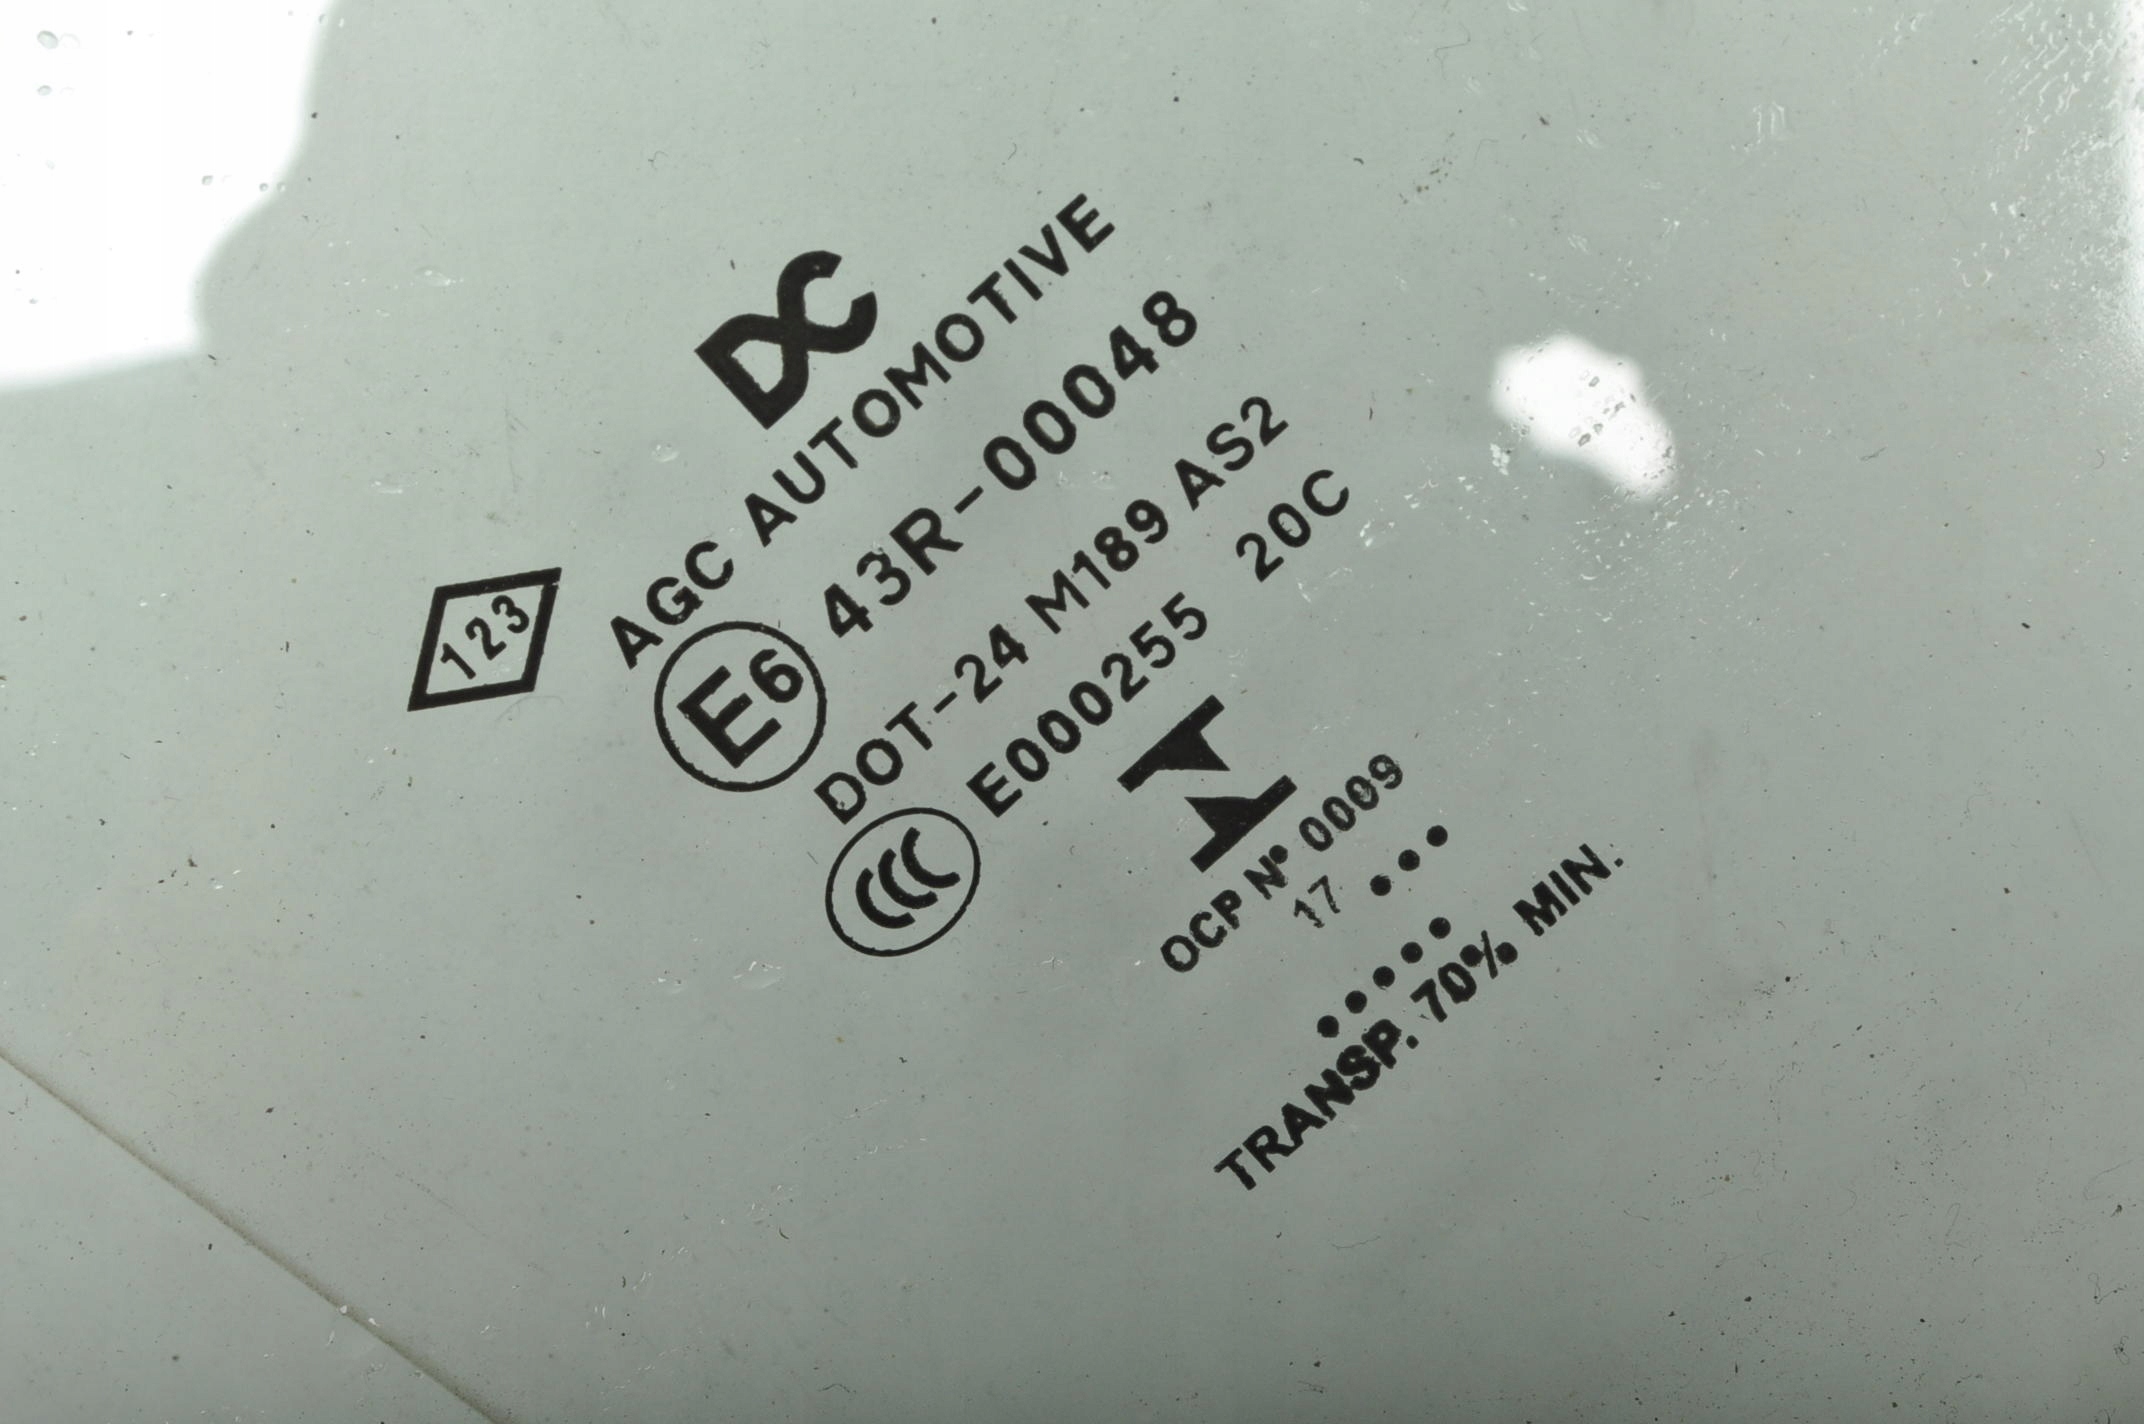 DC
AGC AUTOMOTIVE
E6 43R-00048
DOT-24 M189 AS2
CCC E000255 20C
OCP Nº 0009
17
TRANSP. 70% MIN.
123